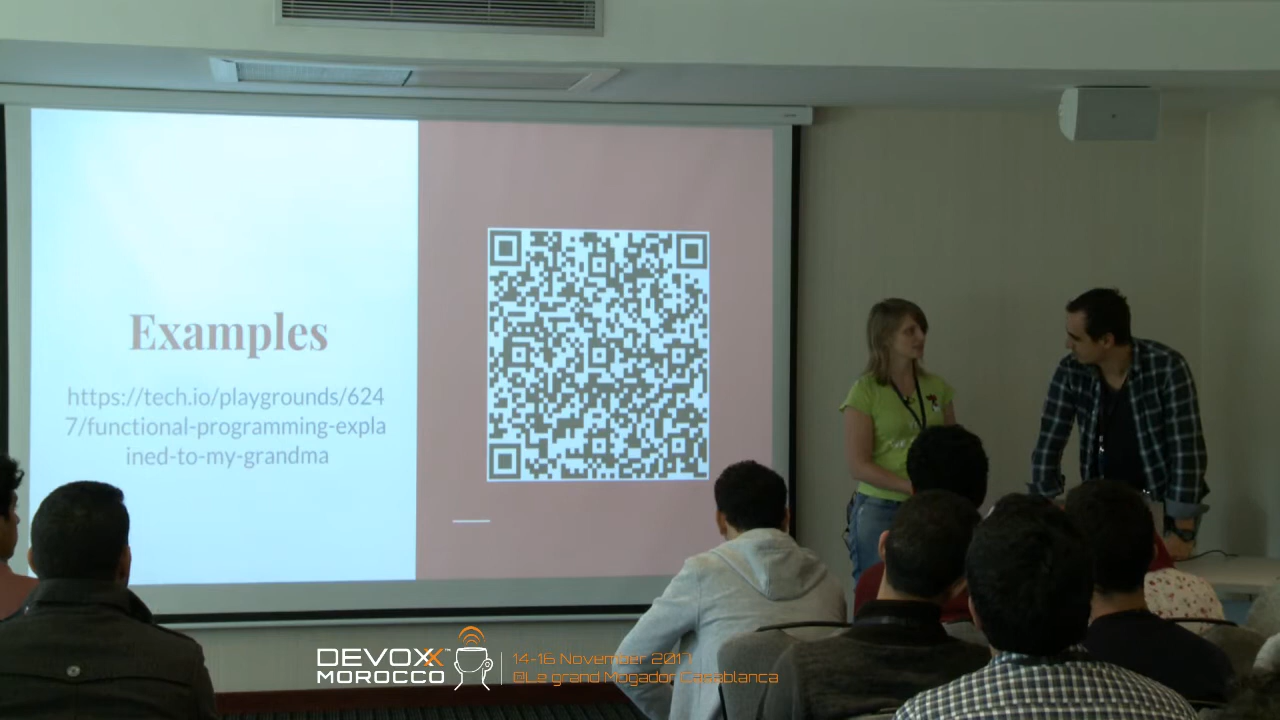 Examples
https://tech.io/playgrounds/624
7/functional-programming-expla
ined-to-my-grandma
DEVOXX™
MOROCCO
14-16 November 2017
@Le grand Mogador Casablanca